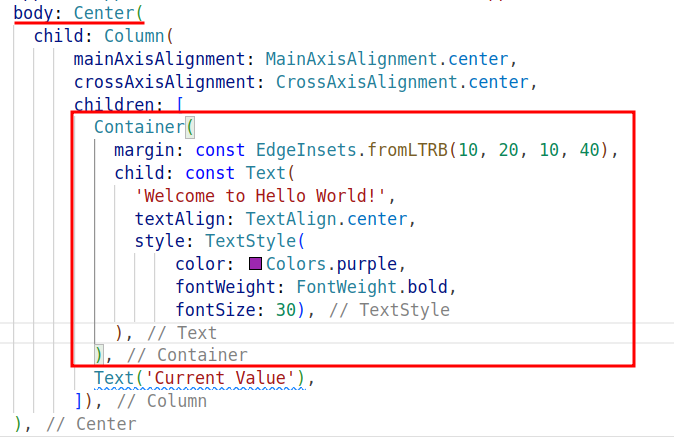 body: Center(
child: Column(
mainAxisAlignment: MainAxisAlignment.center,
crossAxisAlignment: CrossAxisAlignment.center,
children: [
Container(
margin: const EdgeInsets.fromLTRB(10, 20, 10, 40),
child: const Text(
'Welcome to Hello World!',
textAlign: TextAlign.center,
style: TextStyle(
color: Colors.purple,
fontWeight: FontWeight.bold,
fontSize: 30), // TextStyle
), // Text
), // Container
Text('Current Value'),
]), // Column
), // Center